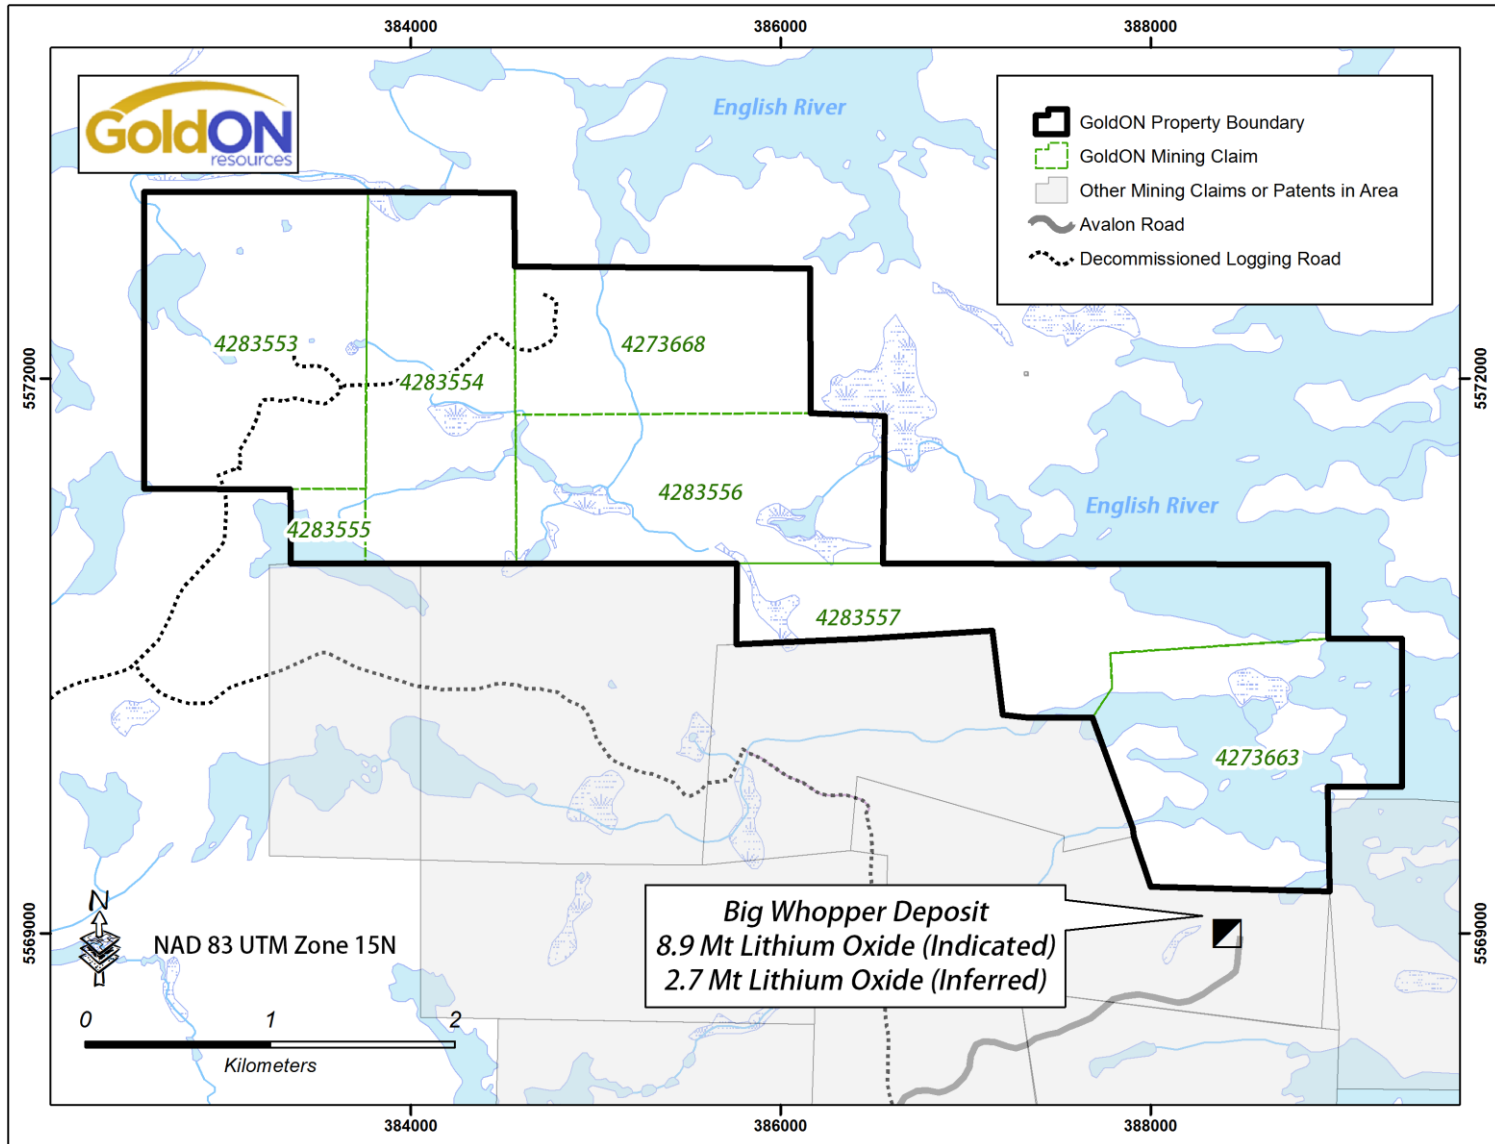 384000
386000
388000
GoldON
resources
English River
GoldON Property Boundary
GoldON Mining Claim
Other Mining Claims or Patents in Area
Avalon Road
Decommissioned Logging Road
4283553
4273668
4283554
5572000
5572000
4283556
English River
4283555
4283557
4273663
Big Whopper Deposit
8.9 Mt Lithium Oxide (Indicated)
2.7 Mt Lithium Oxide (Inferred)
N
NAD 83 UTM Zone 15N
5569000
5569000
0 1 2
Kilometers
384000
386000
388000